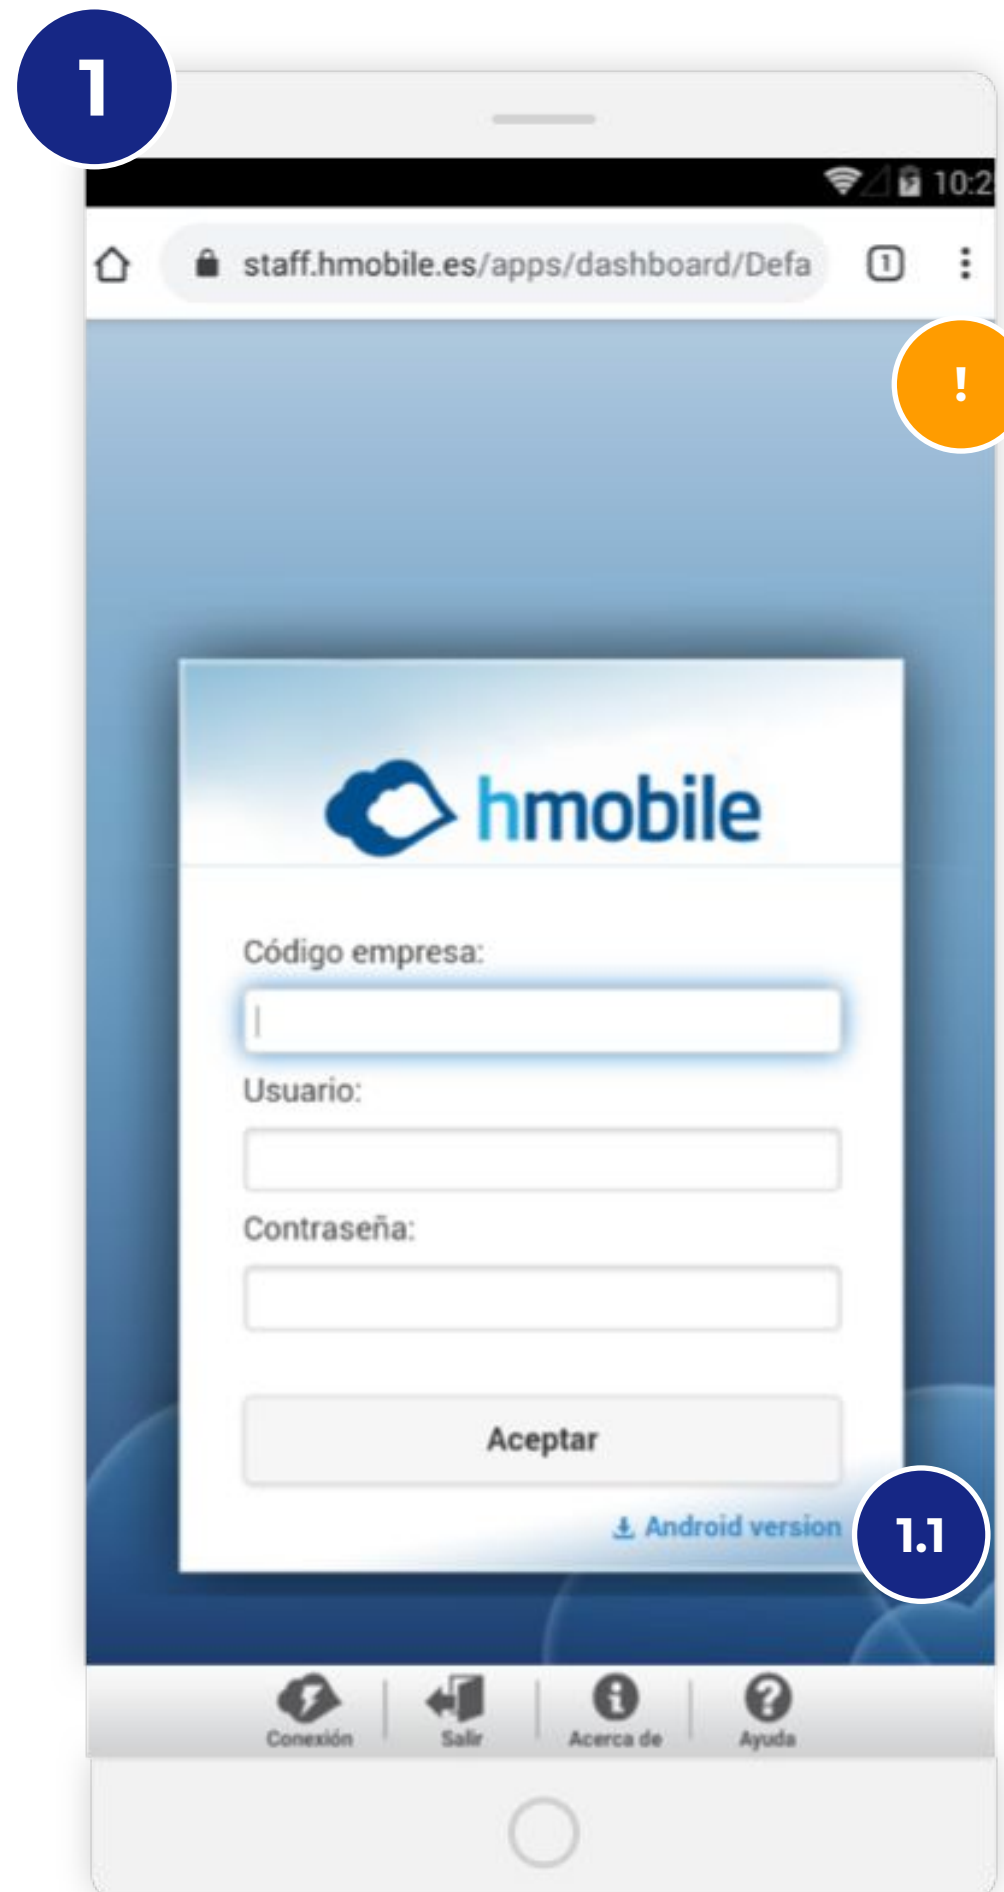 1
10:2
staff.hmobile.es/apps/dashboard/Defa
1
!
hmobile
Código empresa:
Usuario:
Contraseña:
Aceptar
Android version
1.1
Conexión
Salir
Acerca de
Ayuda